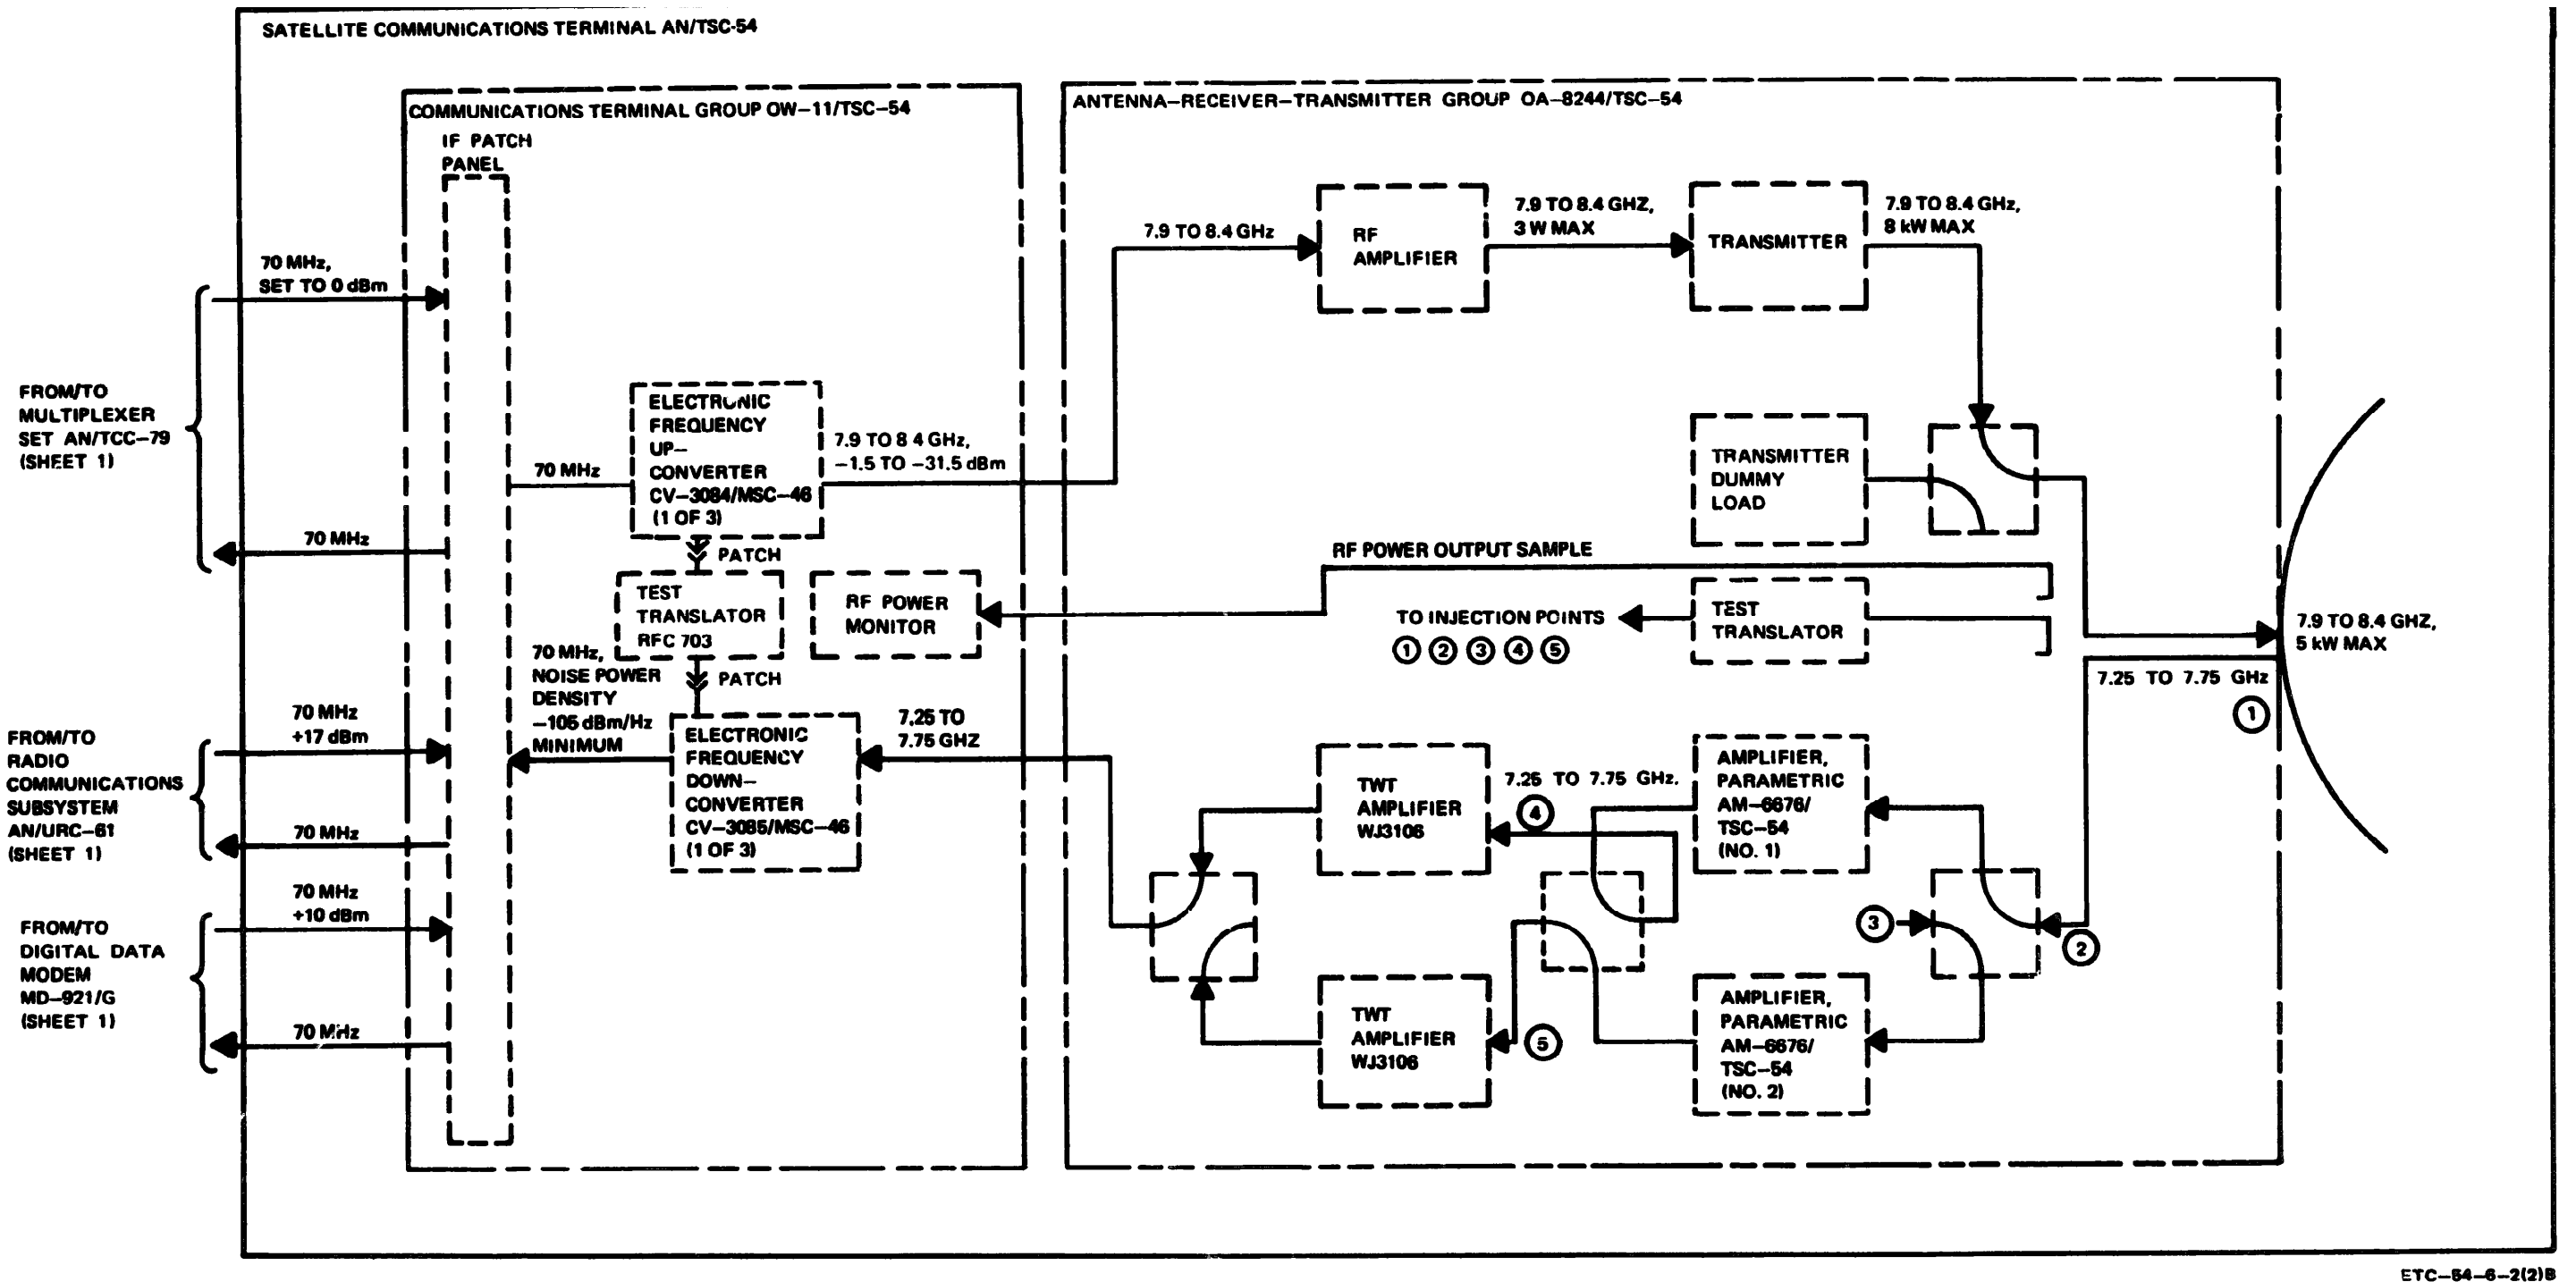 SATELLITE COMMUNICATIONS TERMINAL AN/TSC-54
COMMUNICATIONS TERMINAL GROUP OW-11/TSC-54
ANTENNA-RECEIVER-TRANSMITTER GROUP OA-8244/TSC-54
IF PATCH
PANEL
70 MHz,
SET TO 0 dBm
FROM/TO
MULTIPLEXER
SET AN/TCC-79
(SHEET 1)
70 MHz
70 MHz
ELECTRONIC
FREQUENCY
UP-
CONVERTER
CV-3084/MSC-46
(1 OF 3)
7.9 TO 8 4 GHz,
-1.5 TO -31.5 dBm
PATCH
TEST
TRANSLATOR
RFC 703
PATCH
RF POWER
MONITOR
70 MHz,
NOISE POWER
DENSITY
-105 dBm/Hz
MINIMUM
ELECTRONIC
FREQUENCY
DOWN-
CONVERTER
CV-3085/MSC-46
(1 OF 3)
7.25 TO
7.75 GHZ
FROM/TO
RADIO
COMMUNICATIONS
SUBSYSTEM
AN/URC-61
(SHEET 1)
70 MHz
+17 dBm
70 MHz
FROM/TO
DIGITAL DATA
MODEM
MD-921/G
(SHEET 1)
70 MHz
+10 dBm
70 MHz
7.9 TO 8.4 GHz
RF
AMPLIFIER
7.9 TO 8.4 GHZ,
3 W MAX
TRANSMITTER
7.9 TO 8.4 GHz,
8 kW MAX
TRANSMITTER
DUMMY
LOAD
RF POWER OUTPUT SAMPLE
TO INJECTION POINTS
1 2 3 4 5
TEST
TRANSLATOR
7.9 TO 8.4 GHZ,
5 kW MAX
7.25 TO 7.75 GHz
1
TWT
AMPLIFIER
WJ3106
7.25 TO 7.75 GHz.
4
AMPLIFIER,
PARAMETRIC
AM-6676/
TSC-54
(NO. 1)
3
2
TWT
AMPLIFIER
WJ3106
5
AMPLIFIER,
PARAMETRIC
AM-6676/
TSC-54
(NO. 2)
ETC-54-6-2(2)B